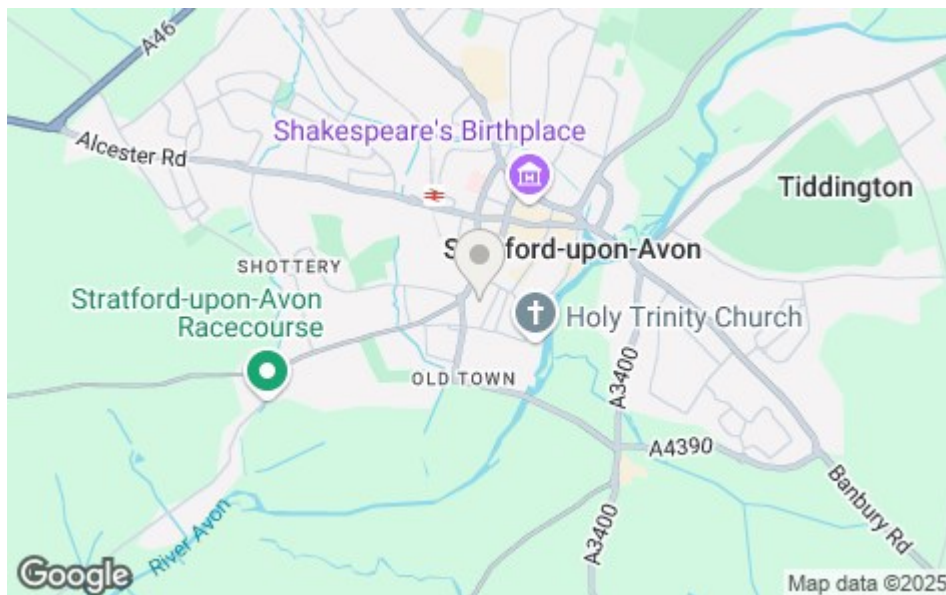 A46
Alcester Rd
Shakespeare's Birthplace
Tiddington
S ford-upon-Avon
SHOTTERY
Stratford-upon-Avon
Racecourse
Holy Trinity Church
OLD TOWN
A3400
A4390
Banbury Rd
River Avon
A3400
Google
Map data ©2025